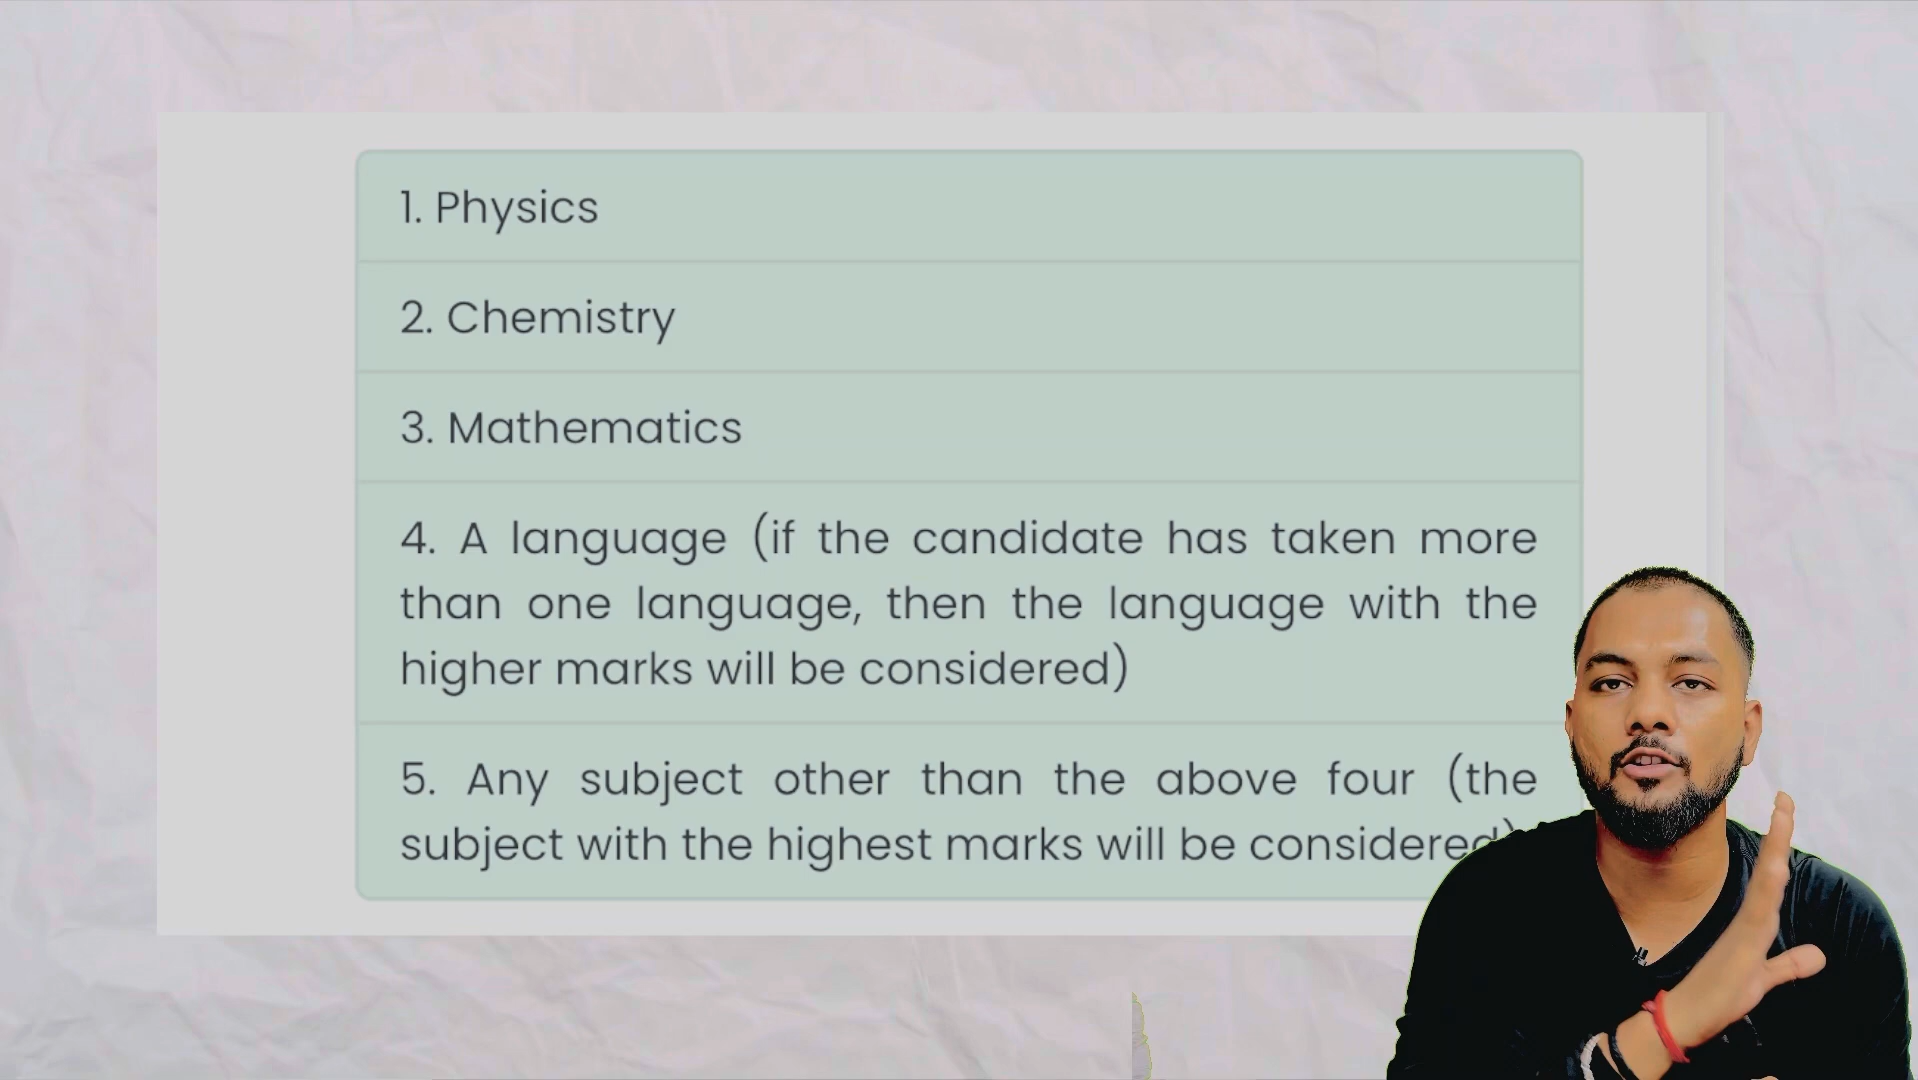 1. Physics
2. Chemistry
3. Mathematics
4. A language (if the candidate has taken more
than one language, then the language with the
higher marks will be considered)
5. Any subject other than the above four (the
subject with the highest marks will be considered)